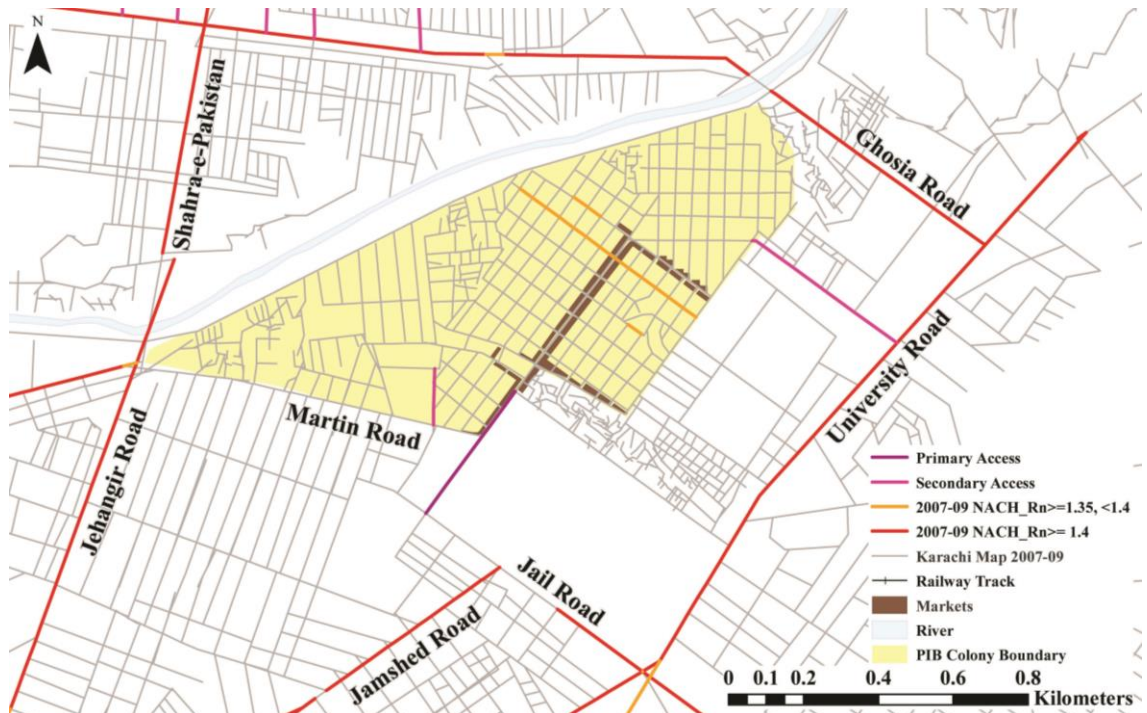 N
Shahra-e-Pakistan
Ghosia Road
University Road
Martin Road
Jehangir Road
Jail Road
Jamshed Road
Primary Access
Secondary Access
2007-09 NACH_Rn>=1.35, <1.4
2007-09 NACH_Rn>= 1.4
Karachi Map 2007-09
Railway Track
Markets
River
PIB Colony Boundary
0 0.1 0.2 0.4 0.6 0.8
Kilometers